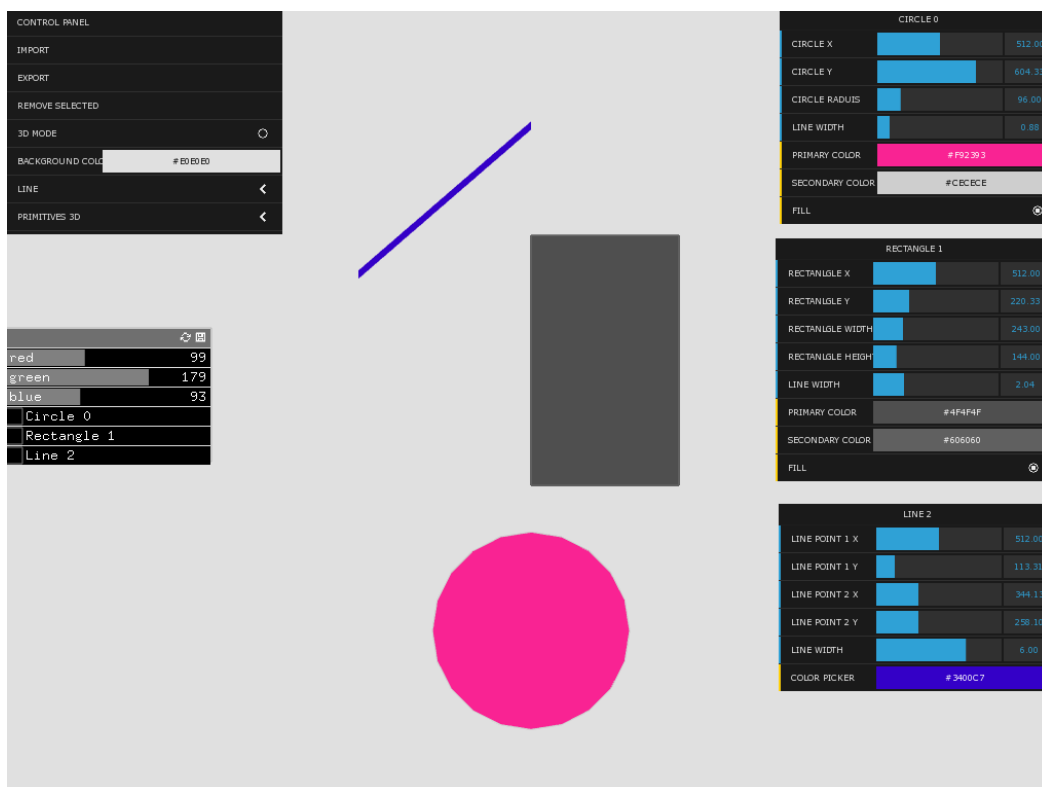 CONTROL PANEL
IMPORT
EXPORT
REMOVE SELECTED
3D MODE
BACKGROUND COLO #E0E0E0
LINE
PRIMITIVES 3D
red 99
green 179
blue 93
Circle 0
Rectangle 1
Line 2
CIRCLE 0
CIRCLE X 512.00
CIRCLE Y 604.33
CIRCLE RADUIS 96.00
LINE WIDTH 0.88
PRIMARY COLOR #F92393
SECONDARY COLOR #CECECE
FILL
RECTANGLE 1
RECTANLGLE X 512.00
RECTANLGLE Y 220.33
RECTANLGLE WIDTH 243.00
RECTANLGLE HEIGH 144.00
LINE WIDTH 2.04
PRIMARY COLOR #4F4F4F
SECONDARY COLOR #606060
FILL
LINE 2
LINE POINT 1 X 512.00
LINE POINT 1 Y 113.31
LINE POINT 2 X 344.11
LINE POINT 2 Y 258.10
LINE WIDTH 6.00
COLOR PICKER #3400C7